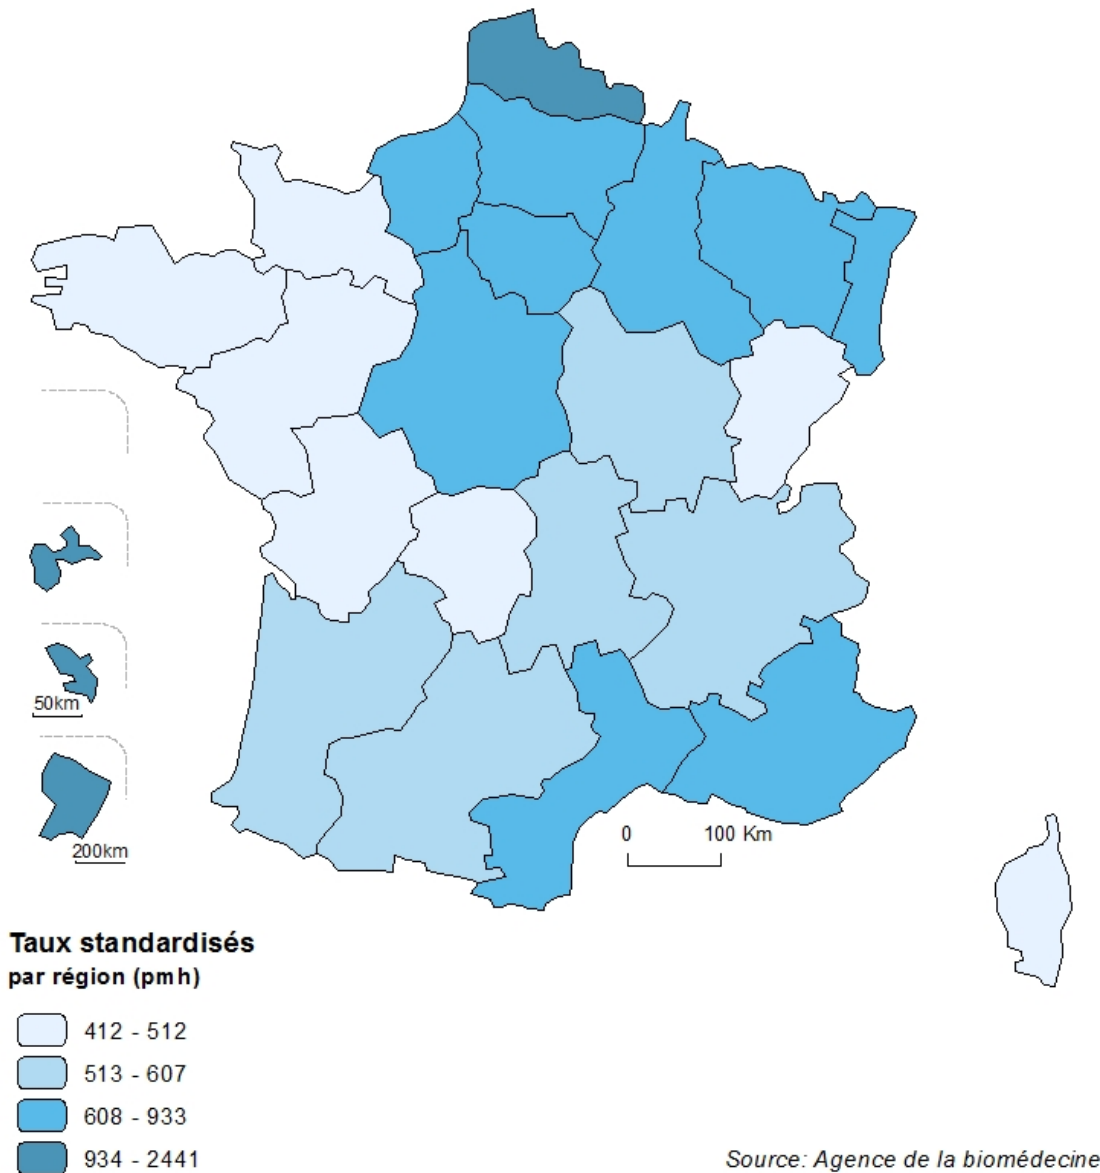 50km
200km
0 100 Km
Taux standardisés
par région (pmh)
412 - 512
513 - 607
608 - 933
934 - 2441
Source: Agence de la biomédecine